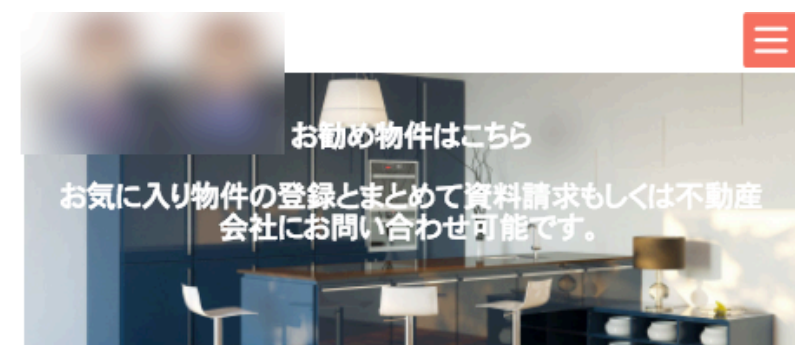 お勧め物件はこちら
お気に入り物件の登録とまとめて資料請求もしくは不動産
会社にお問い合わせ可能です。